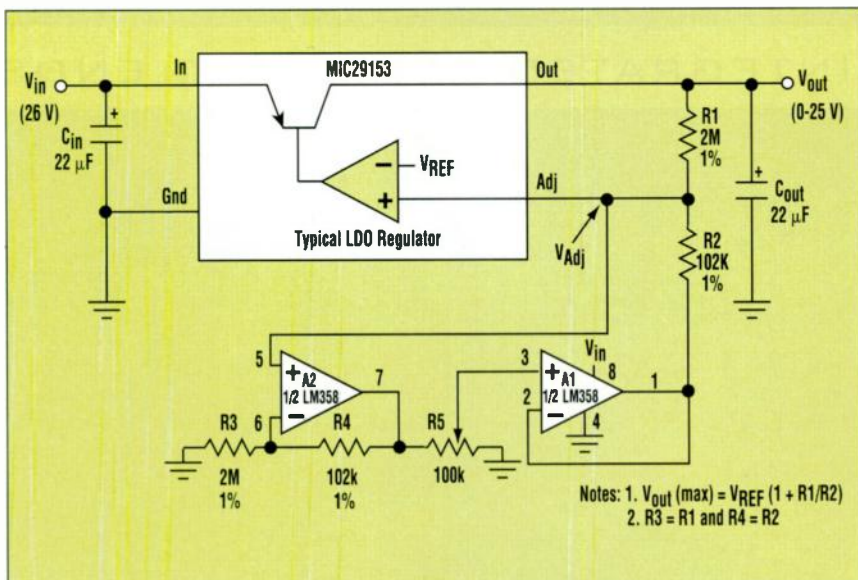 MIC29153
Vin
(26 V)
In
Out
Vout
(0-25 V)
Cin
22 µF
+
Gnd
−
VREF
+
Adj
Typical LDO Regulator
VAdj
R1
2M
1%
+
Cout
22 µF
R2
102K
1%
5
+
A2
1/2 LM358
6
−
7
R3
2M
1%
R4
102k
1%
R5
100k
3
+
Vin
8
A1
1/2 LM358
2
−
4
1
Notes: 1. Vout (max) = VREF (1 + R1/R2)
2. R3 = R1 and R4 = R2